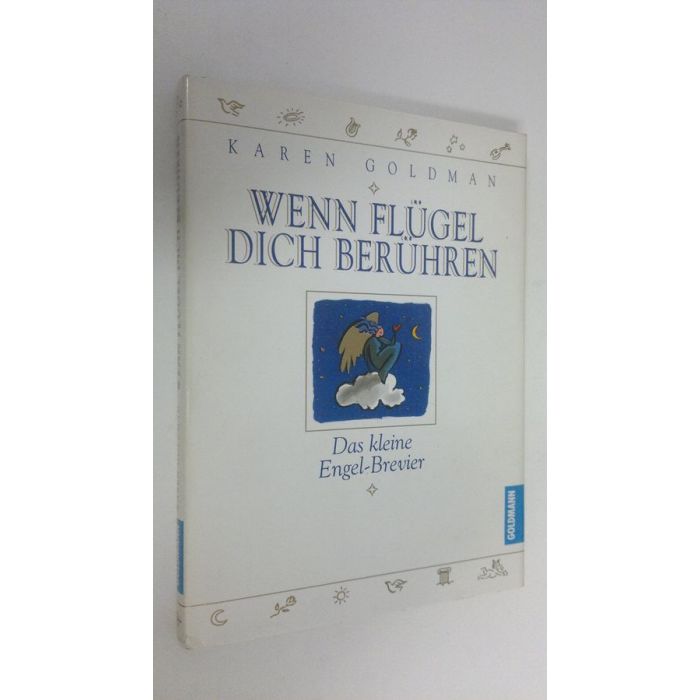 KAREN GOLDMAN
WENN FLÜGEL
DICH BERÜHREN
Das kleine
Engel-Brevier
GOLDMANN